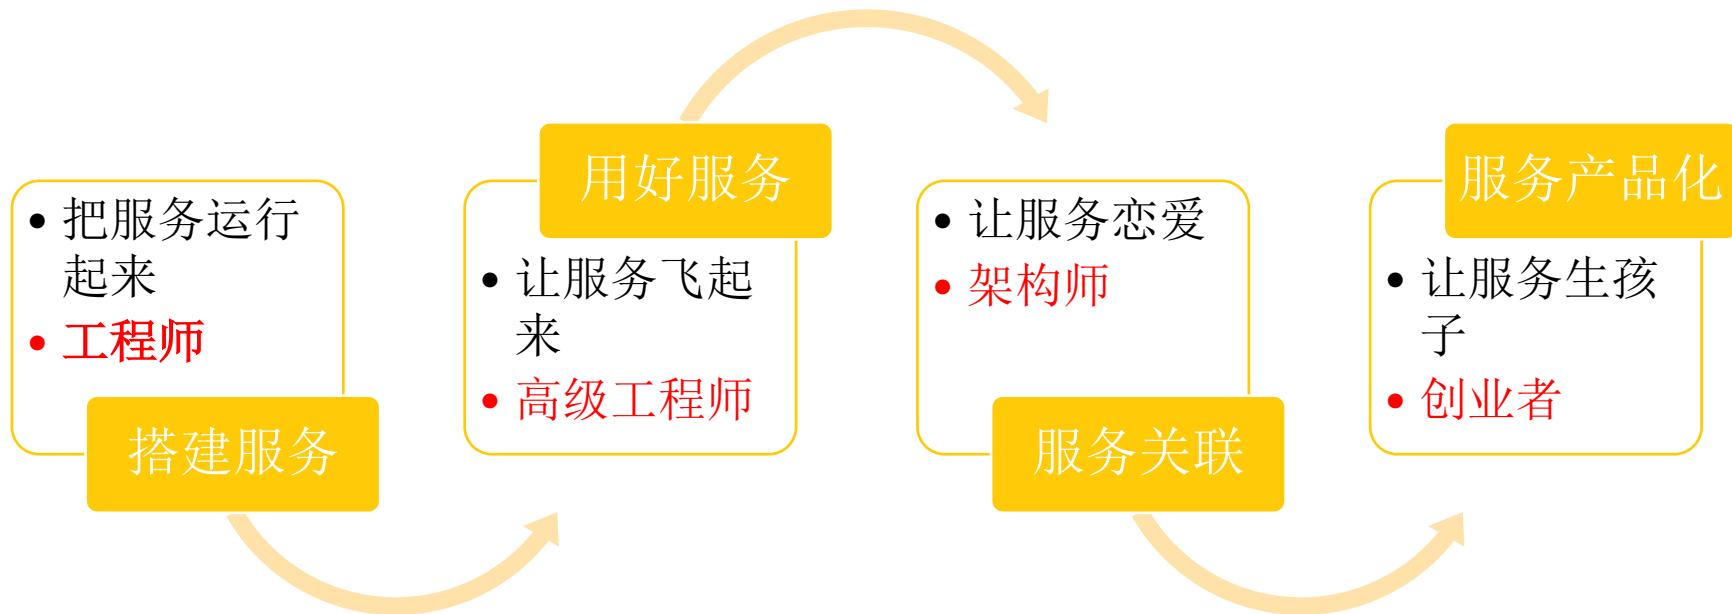 • 把服务运行
起来
• 工程师
搭建服务
用好服务
• 让服务飞起
来
• 高级工程师
• 让服务恋爱
• 架构师
服务关联
服务产品化
• 让服务生孩
子
• 创业者